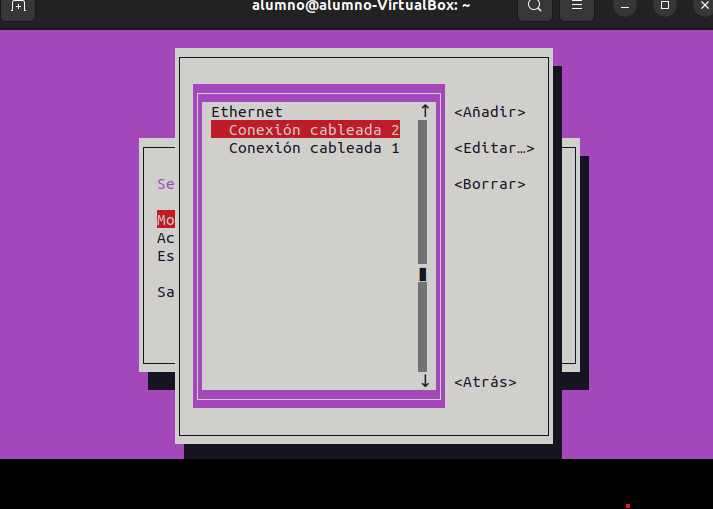 alumno@alumno-VirtualBox: ~
Ethernet ↑ <Añadir>
Conexión cableada 2
Conexión cableada 1 <Editar…>
Se <Borrar>
Mo
Ac
Es
Sa
↓ <Atrás>